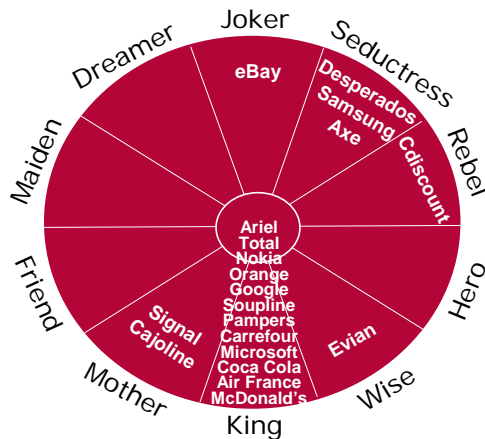 Joker
Dreamer
Seductress
eBay
Desperados
Samsung
Axe
Rebel
Cdiscount
Maiden
Ariel
Total
Nokia
Orange
Google
Soupline
Pampers
Carrefour
Microsoft
Coca Cola
Air France
McDonald's
Friend
Hero
Signal
Cajoline
Evian
Mother
Wise
King